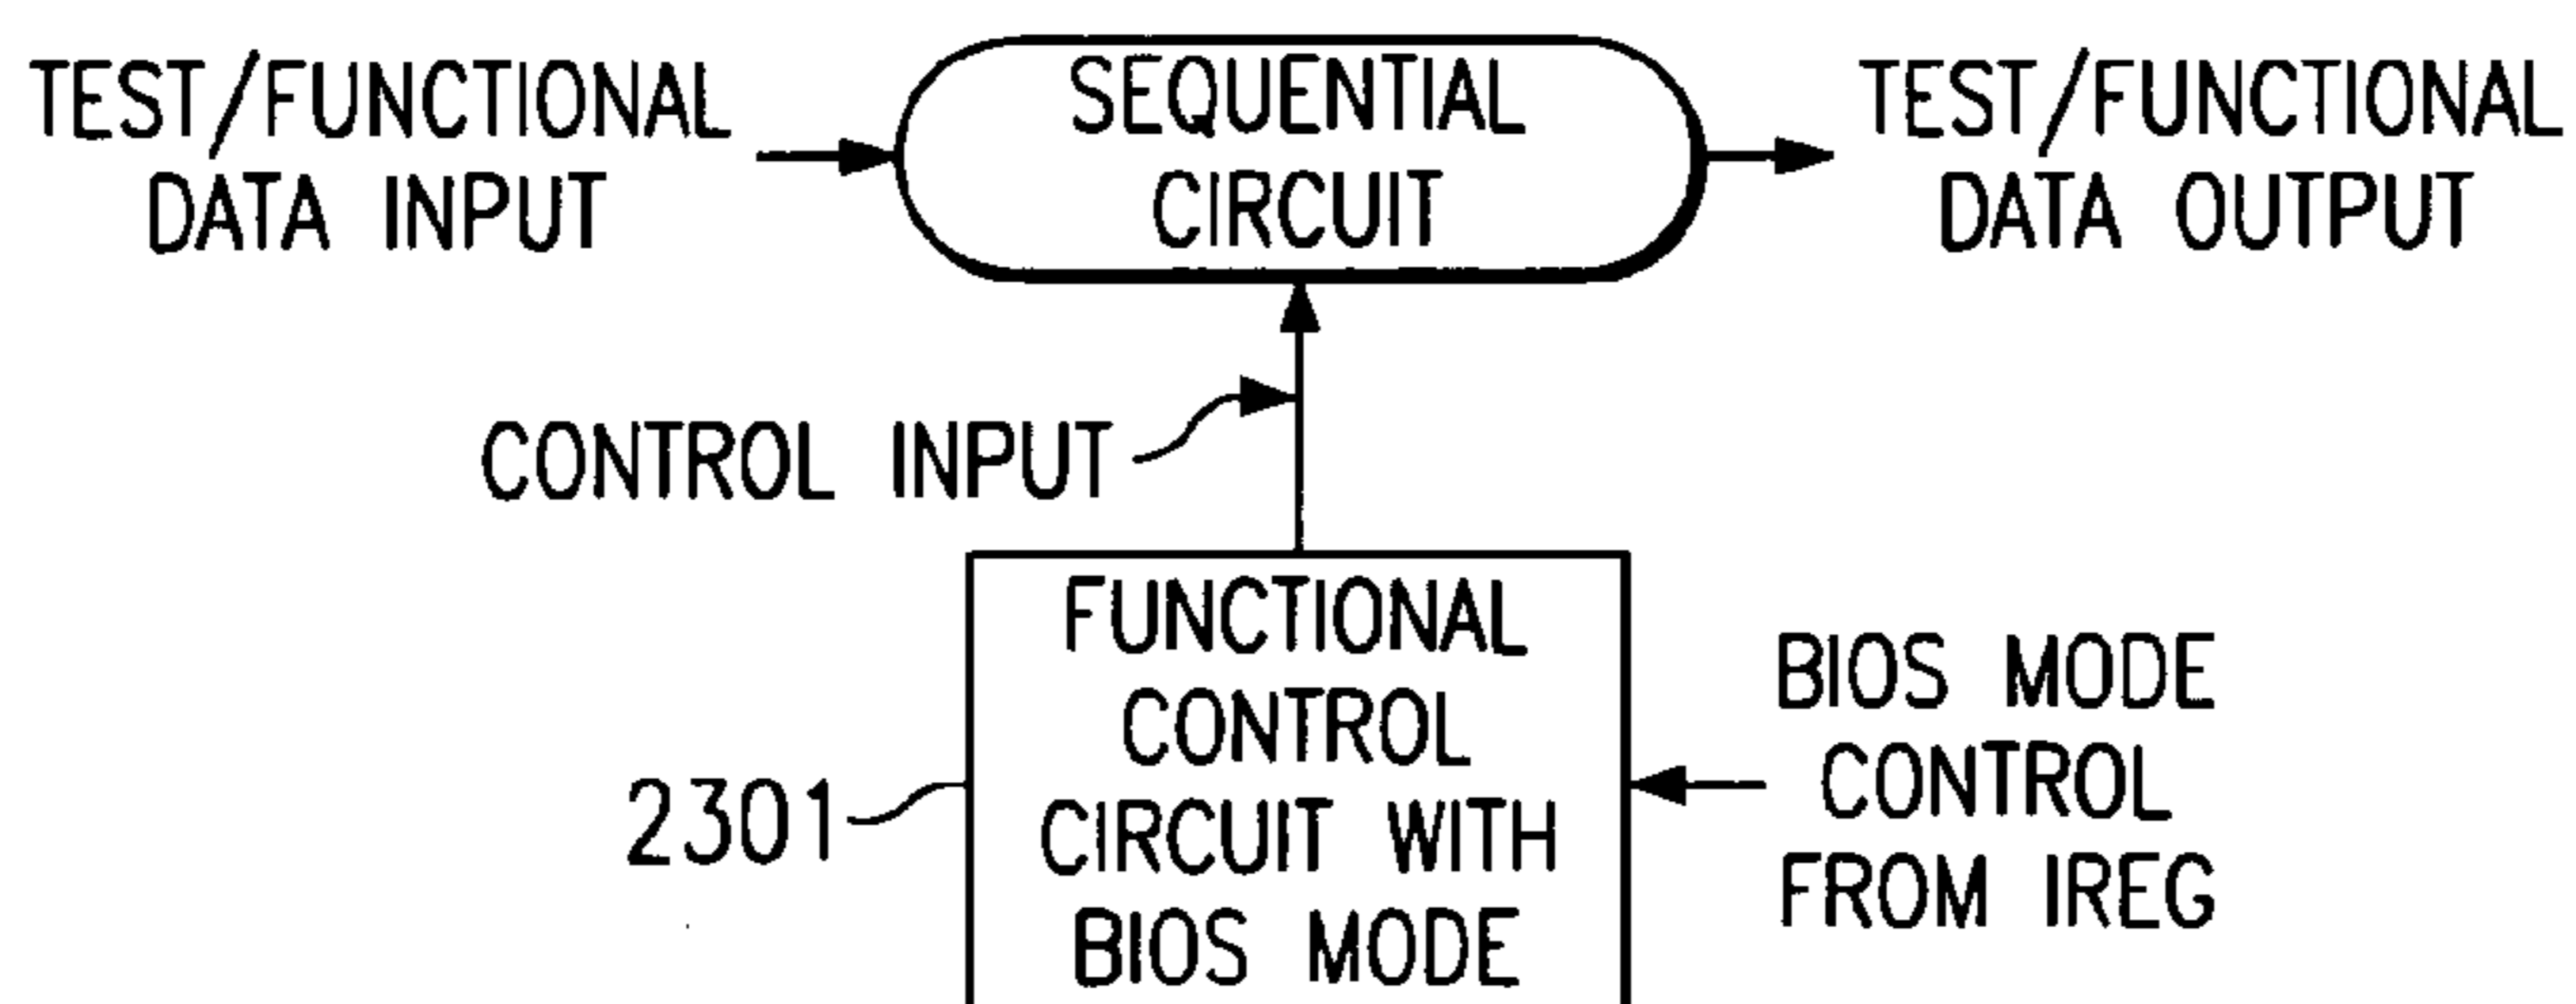 TEST/FUNCTIONAL
DATA INPUT
SEQUENTIAL
CIRCUIT
TEST/FUNCTIONAL
DATA OUTPUT
CONTROL INPUT
2301
FUNCTIONAL
CONTROL
CIRCUIT WITH
BIOS MODE
BIOS MODE
CONTROL
FROM IREG